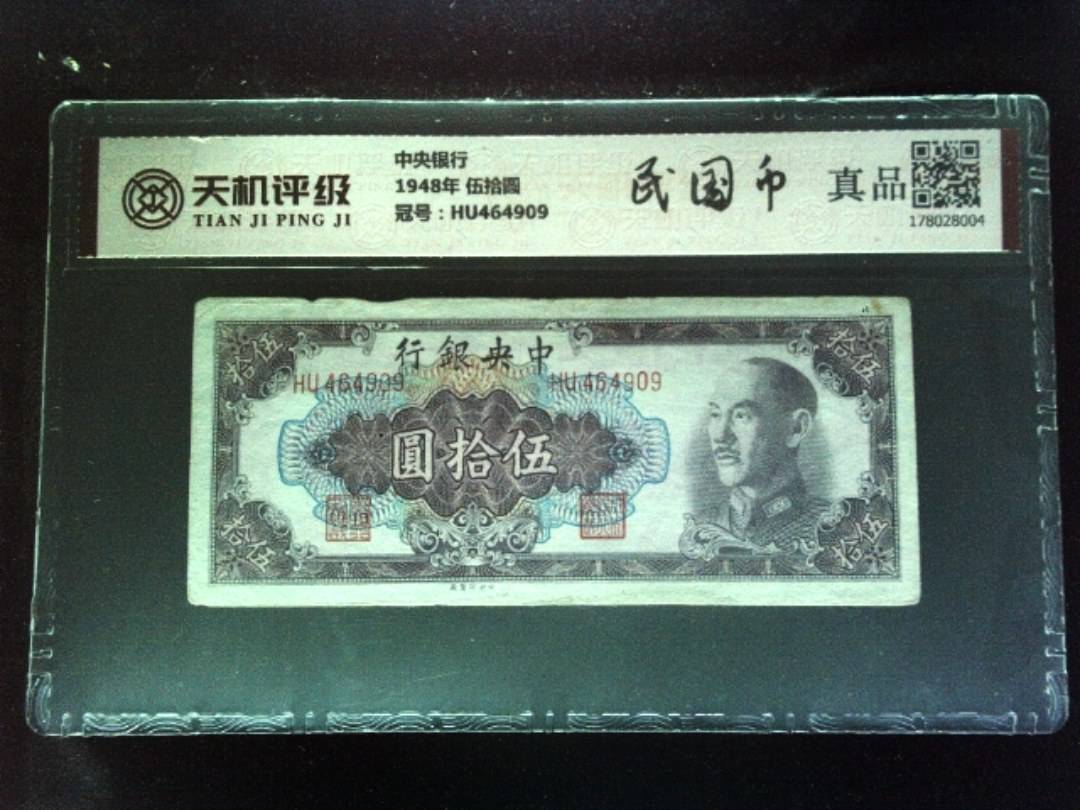 天机评级
TIAN JI PING JI
中央银行
1948年 伍拾圆
冠号：HU464909
民国币
真品
178028004
行銀央中
HU464909
HU464909
圓拾伍
拾伍
拾伍
拾伍
拾伍